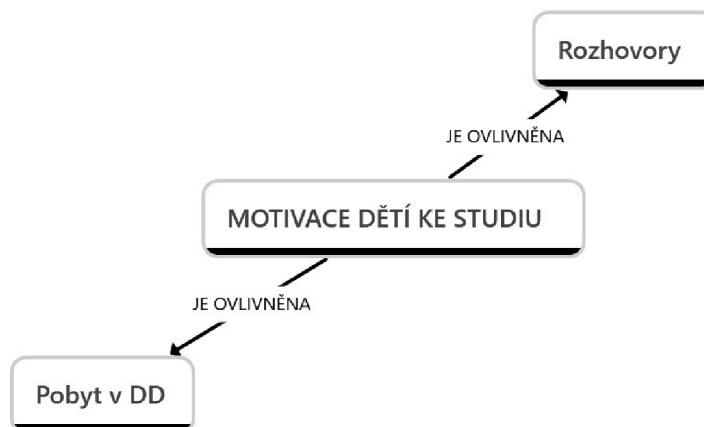 Rozhovory
JE OVLIVNĚNA
MOTIVACE DĚTÍ KE STUDIU
JE OVLIVNĚNA
Pobyt v DD